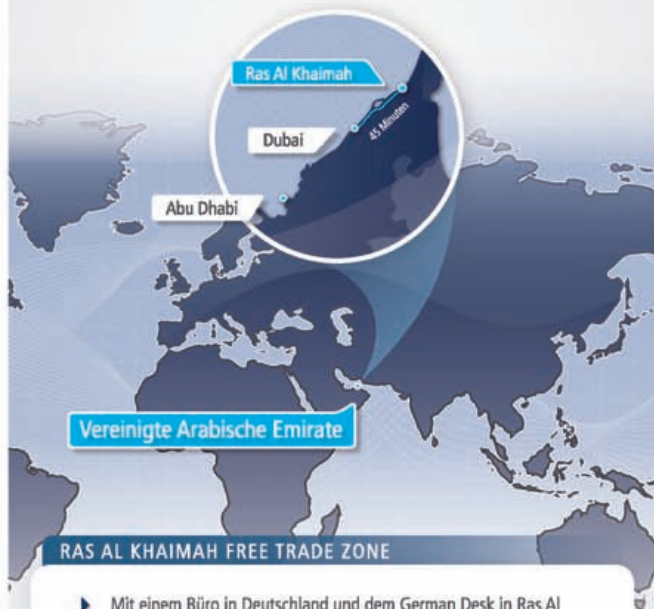 Ras Al Khaimah
45 Minuten
Dubai
Abu Dhabi
Vereinigte Arabische Emirate
RAS AL KHAIMAH FREE TRADE ZONE
Mit einem Büro in Deutschland und dem German Desk in Ras Al